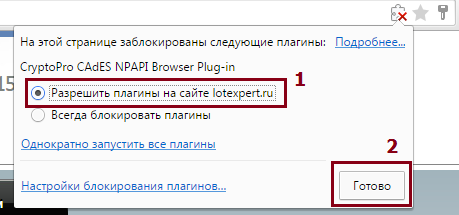 На этой странице заблокированы следующие плагины: Подробнее...
CryptoPro CAdES NPAPI Browser Plug-in
1
Разрешить плагины на сайте lotexpert.ru
Всегда блокировать плагины
Однократно запустить все плагины
2
Настройки блокирования плагинов...
Готово